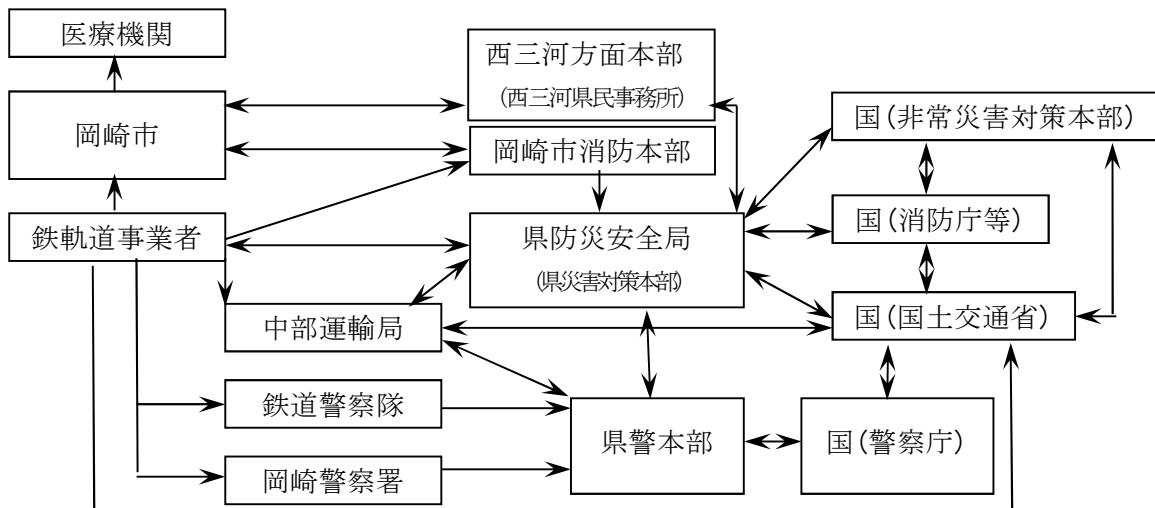 医療機関
岡崎市
鉄軌道事業者
西三河方面本部
(西三河県民事務所)
岡崎市消防本部
県防災安全局
(県災害対策本部)
中部運輸局
鉄道警察隊
岡崎警察署
県警本部
国(非常災害対策本部)
国(消防庁等)
国(国土交通省)
国(警察庁)